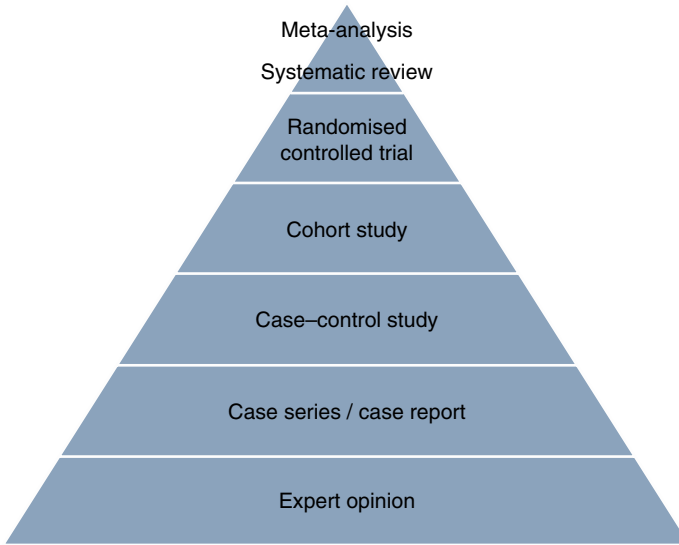 Meta-analysis
Systematic review
Randomised
controlled trial
Cohort study
Case–control study
Case series / case report
Expert opinion